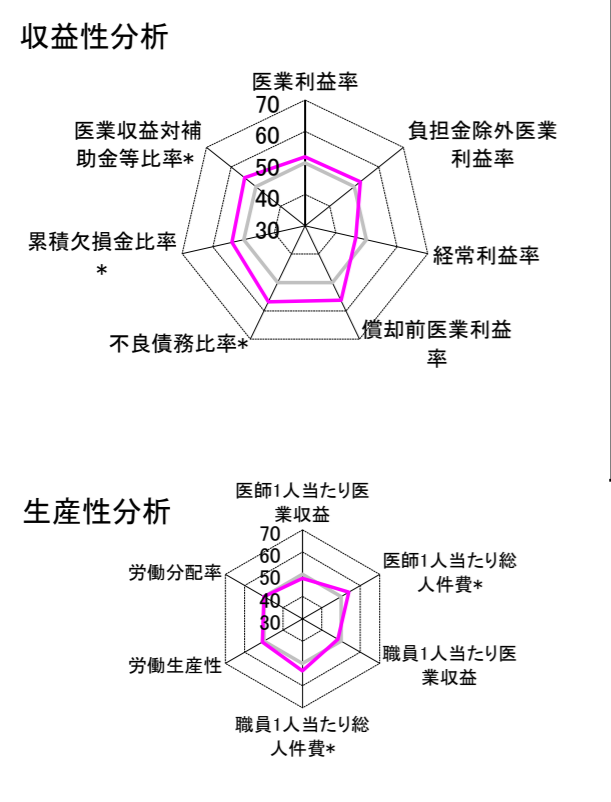 収益性分析
医業利益率
70
60
50
40
30
負担金除外医業
利益率
経常利益率
償却前医業利益
率
不良債務比率*
累積欠損金比率
*
医業収益対補
助金等比率*
生産性分析
医師1人当たり医
業収益
70
60
50
40
30
医師1人当たり総
人件費*
職員1人当たり医
業収益
職員1人当たり総
人件費*
労働生産性
労働分配率